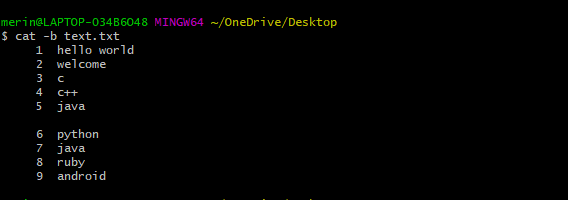 merin@LAPTOP-034B6O48 MINGW64 ~/OneDrive/Desktop
$ cat -b text.txt
1 hello world
2 welcome
3 c
4 c++
5 java
6 python
7 java
8 ruby
9 android